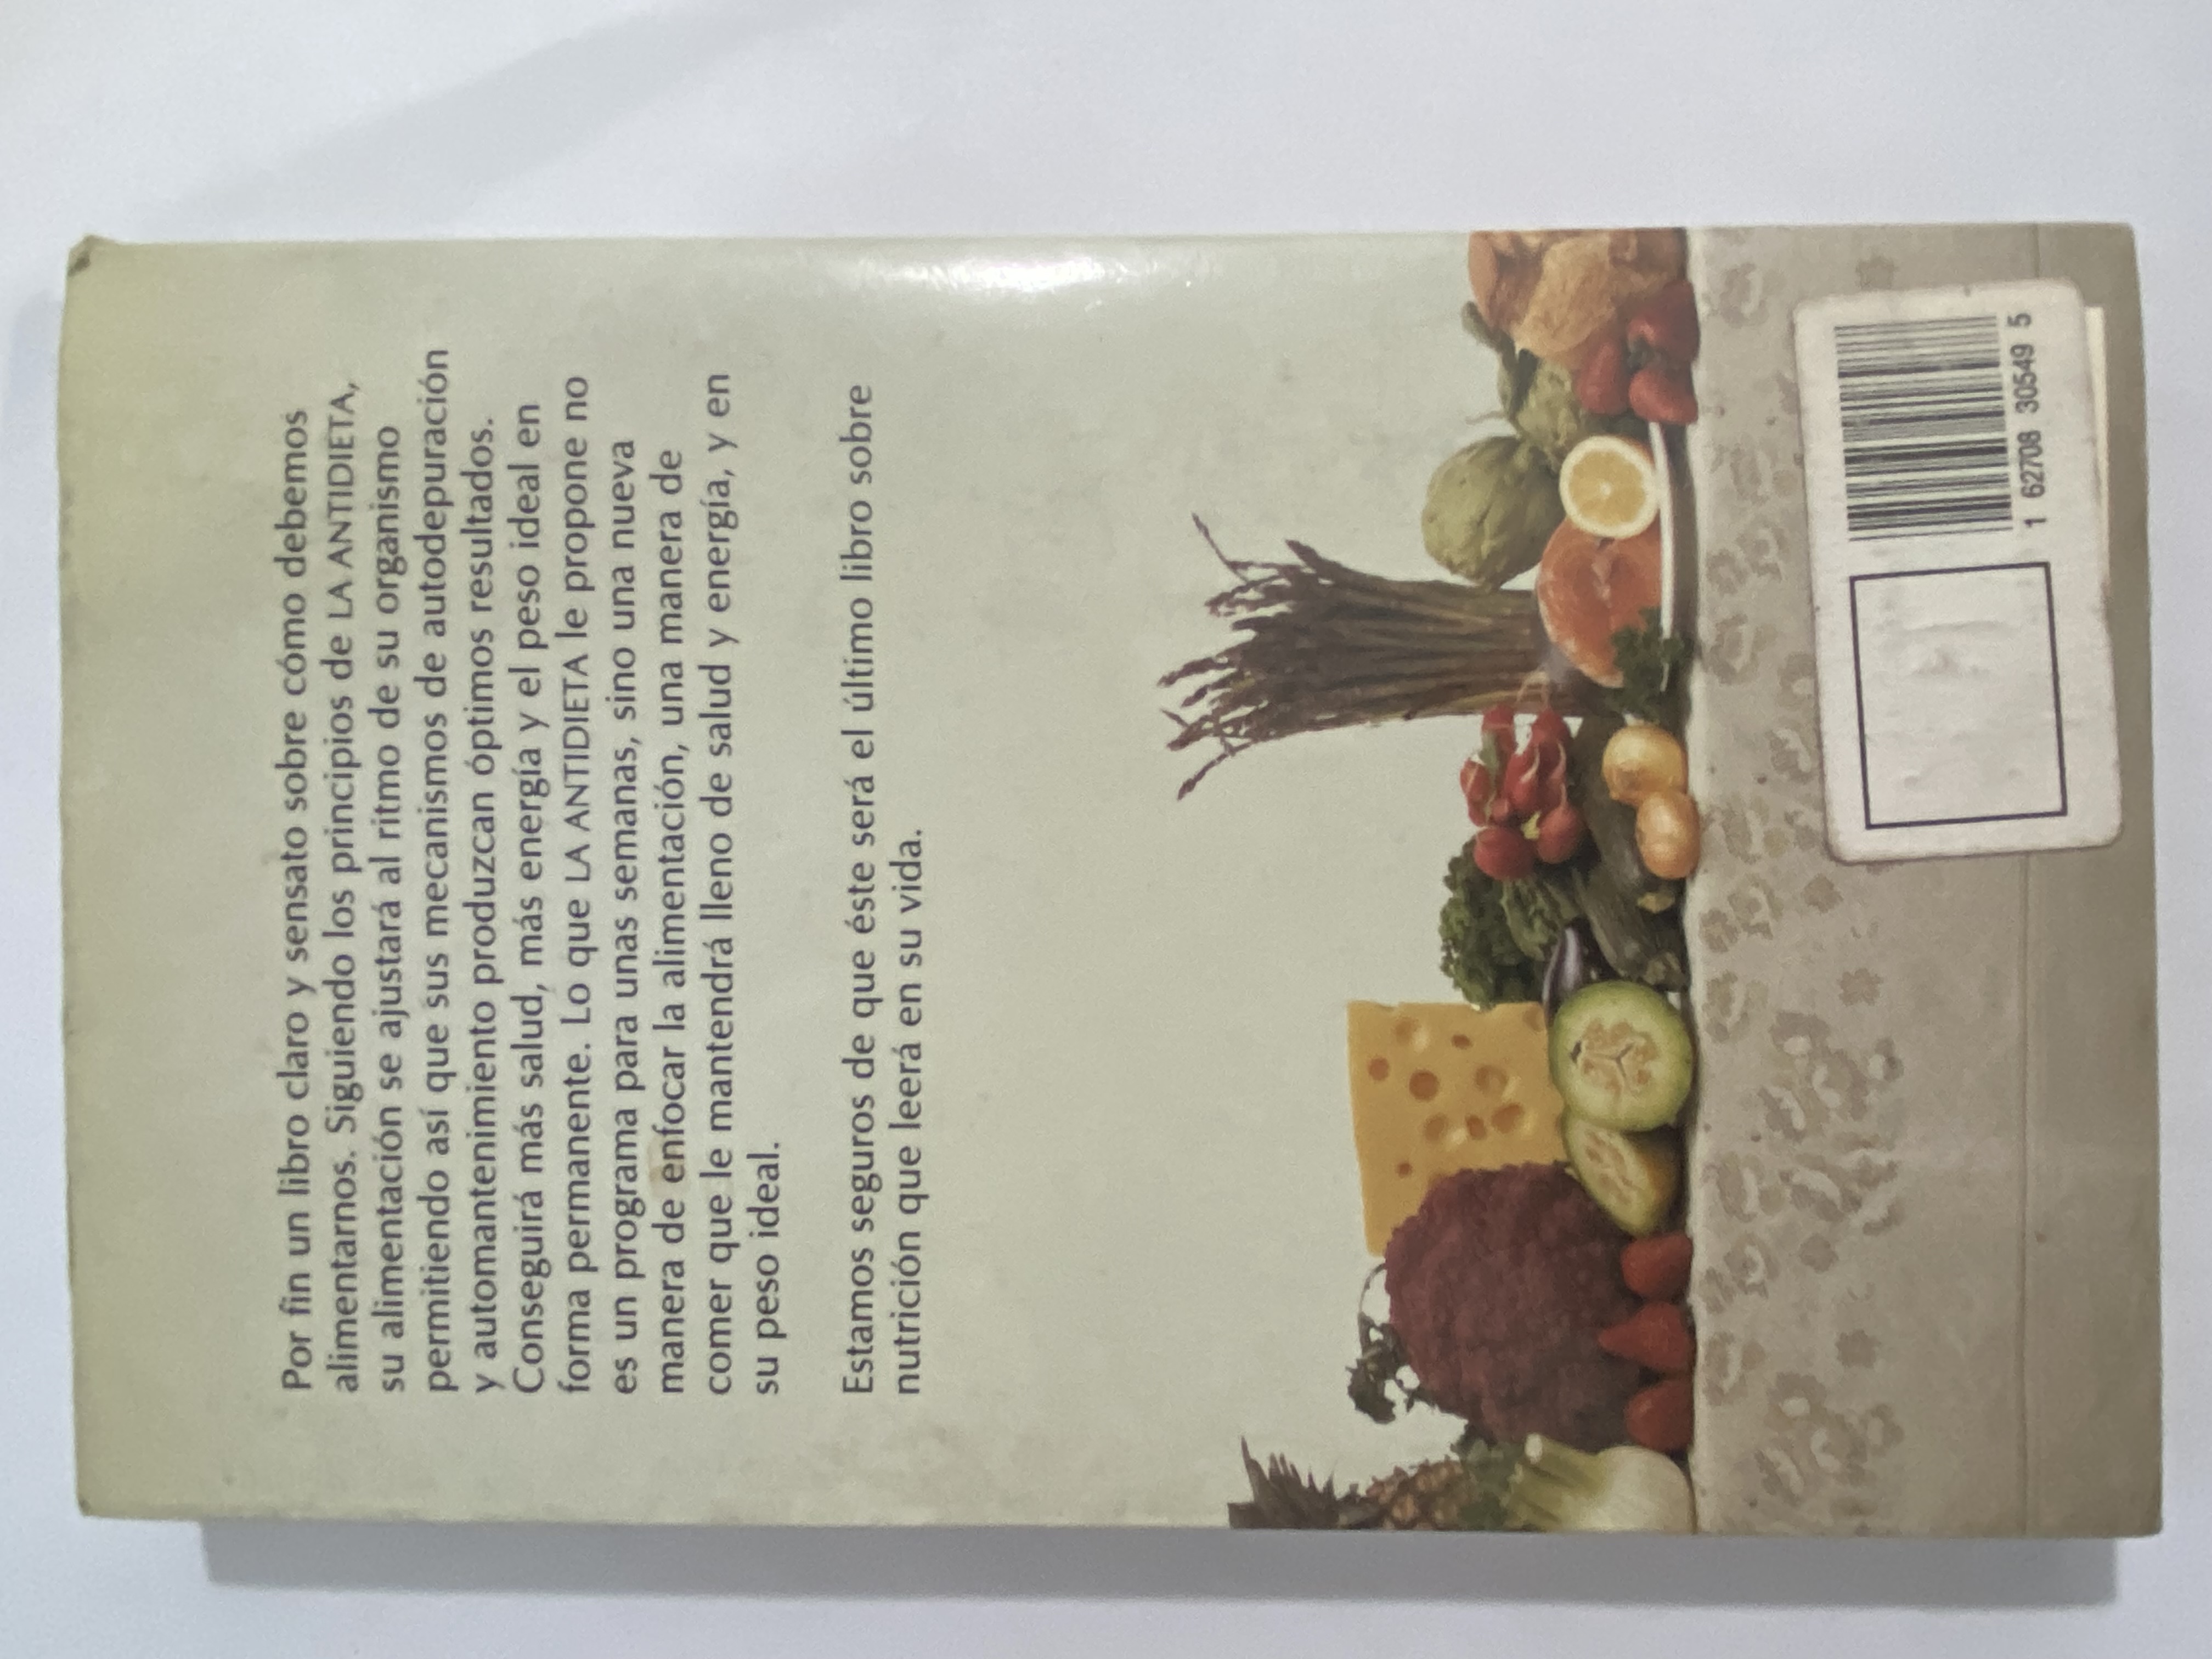 Por fin un libro claro y sensato sobre cómo debemos
alimentarnos. Siguiendo los principios de LA ANTIDIETA,
su alimentación se ajustará al ritmo de su organismo
permitiendo así que sus mecanismos de autodepuración
y automantenimiento produzcan óptimos resultados.
Conseguirá más salud, más energía y el peso ideal en
forma permanente. Lo que LA ANTIDIETA le propone no
es un programa para unas semanas, sino una nueva
manera de enfocar la alimentación, una manera de
comer que le mantendrá lleno de salud y energía, y en
su peso ideal.
Estamos seguros de que éste será el último libro sobre
nutrición que leerá en su vida.
1 62708 30549 5